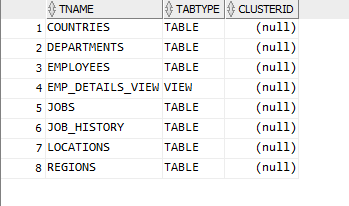 TNAME TABTYPE CLUSTERID
1 COUNTRIES TABLE (null)
2 DEPARTMENTS TABLE (null)
3 EMPLOYEES TABLE (null)
4 EMP_DETAILS_VIEW VIEW (null)
5 JOBS TABLE (null)
6 JOB_HISTORY TABLE (null)
7 LOCATIONS TABLE (null)
8 REGIONS TABLE (null)